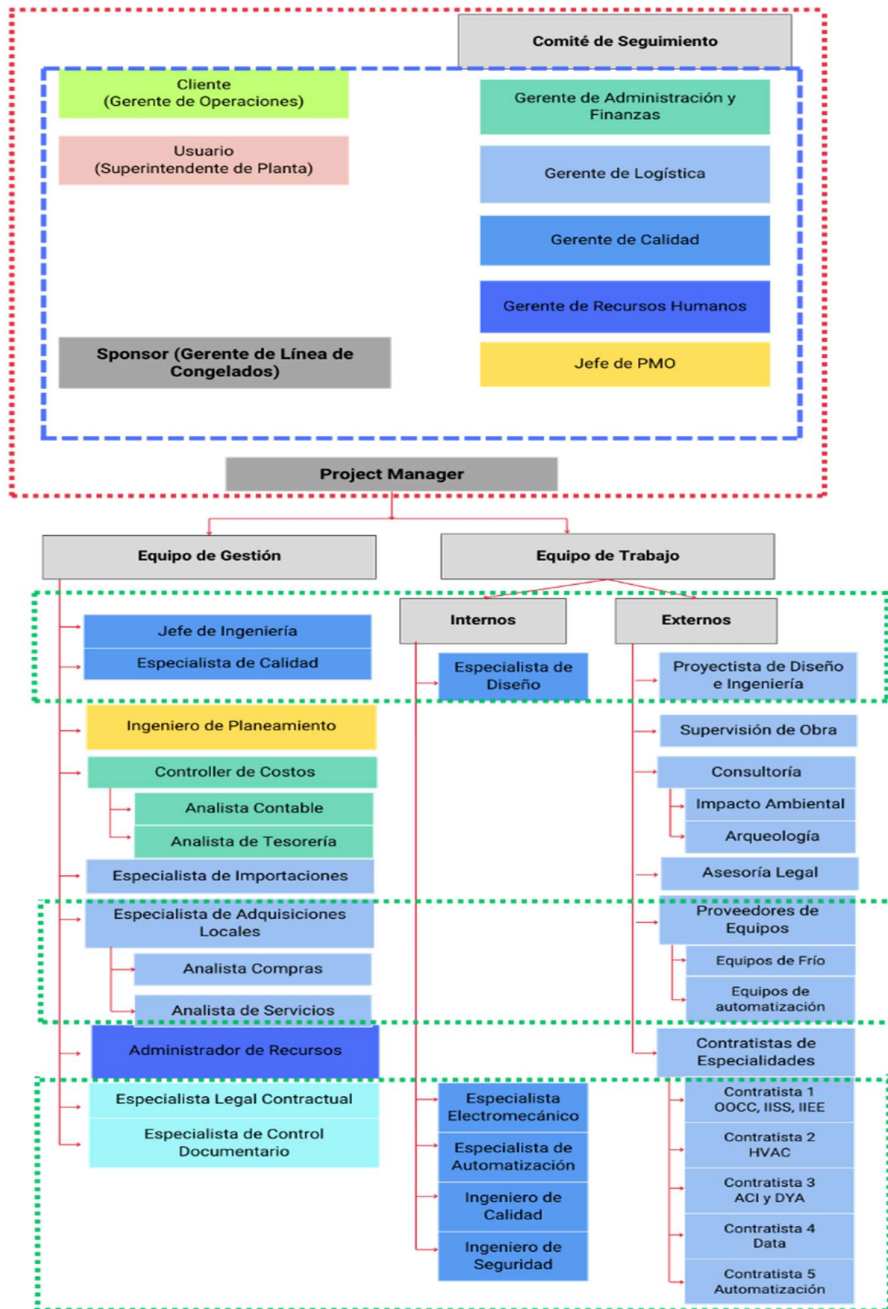 Comité de Seguimiento
Cliente
(Gerente de Operaciones)
Usuario
(Superintendente de Planta)
Sponsor (Gerente de Línea de
Congelados)
Gerente de Administración y
Finanzas
Gerente de Logística
Gerente de Calidad
Gerente de Recursos Humanos
Jefe de PMO
Project Manager
Equipo de Gestión
Jefe de Ingeniería
Especialista de Calidad
Ingeniero de Planeamiento
Controller de Costos
Analista Contable
Analista de Tesorería
Especialista de Importaciones
Especialista de Adquisiciones
Locales
Analista Compras
Analista de Servicios
Administrador de Recursos
Especialista Legal Contractual
Especialista de Control
Documentario
Equipo de Trabajo
Internos
Especialista de
Diseño
Especialista
Electromecánico
Especialista de
Automatización
Ingeniero de
Calidad
Ingeniero de
Seguridad
Externos
Proyectista de Diseño
e Ingeniería
Supervisión de Obra
Consultoría
Impacto Ambiental
Arqueología
Asesoría Legal
Proveedores de
Equipos
Equipos de Frío
Equipos de
automatización
Contratistas de
Especialidades
Contratista 1
OOCC, IISS, IIEE
Contratista 2
HVAC
Contratista 3
ACI y DYA
Contratista 4
Data
Contratista 5
Automatización